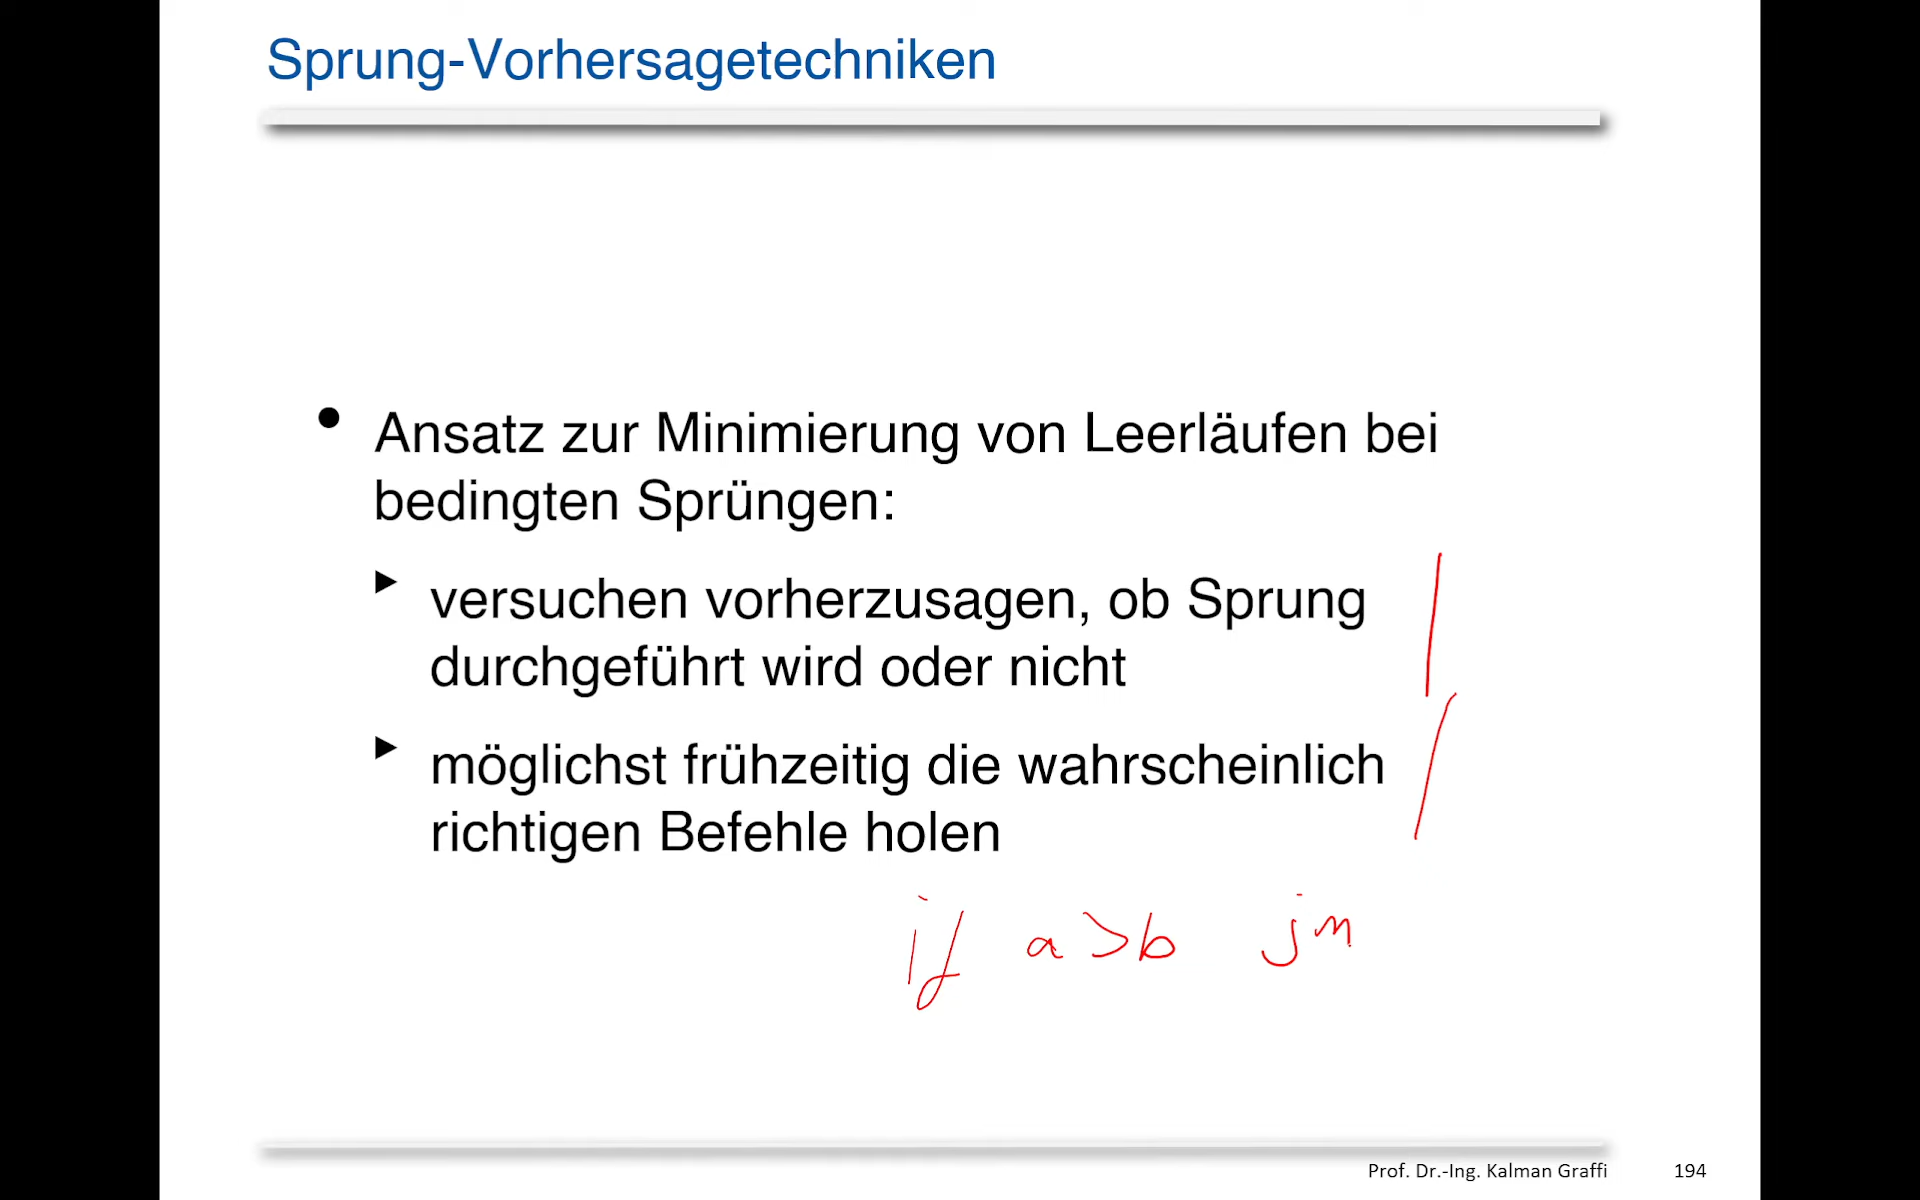 Sprung-Vorhersagetechniken
• Ansatz zur Minimierung von Leerläufen bei
bedingten Sprüngen:
▶ versuchen vorherzusagen, ob Sprung
durchgeführt wird oder nicht
▶ möglichst frühzeitig die wahrscheinlich
richtigen Befehle holen
if a > b jm
Prof. Dr.-Ing. Kalman Graffi 194